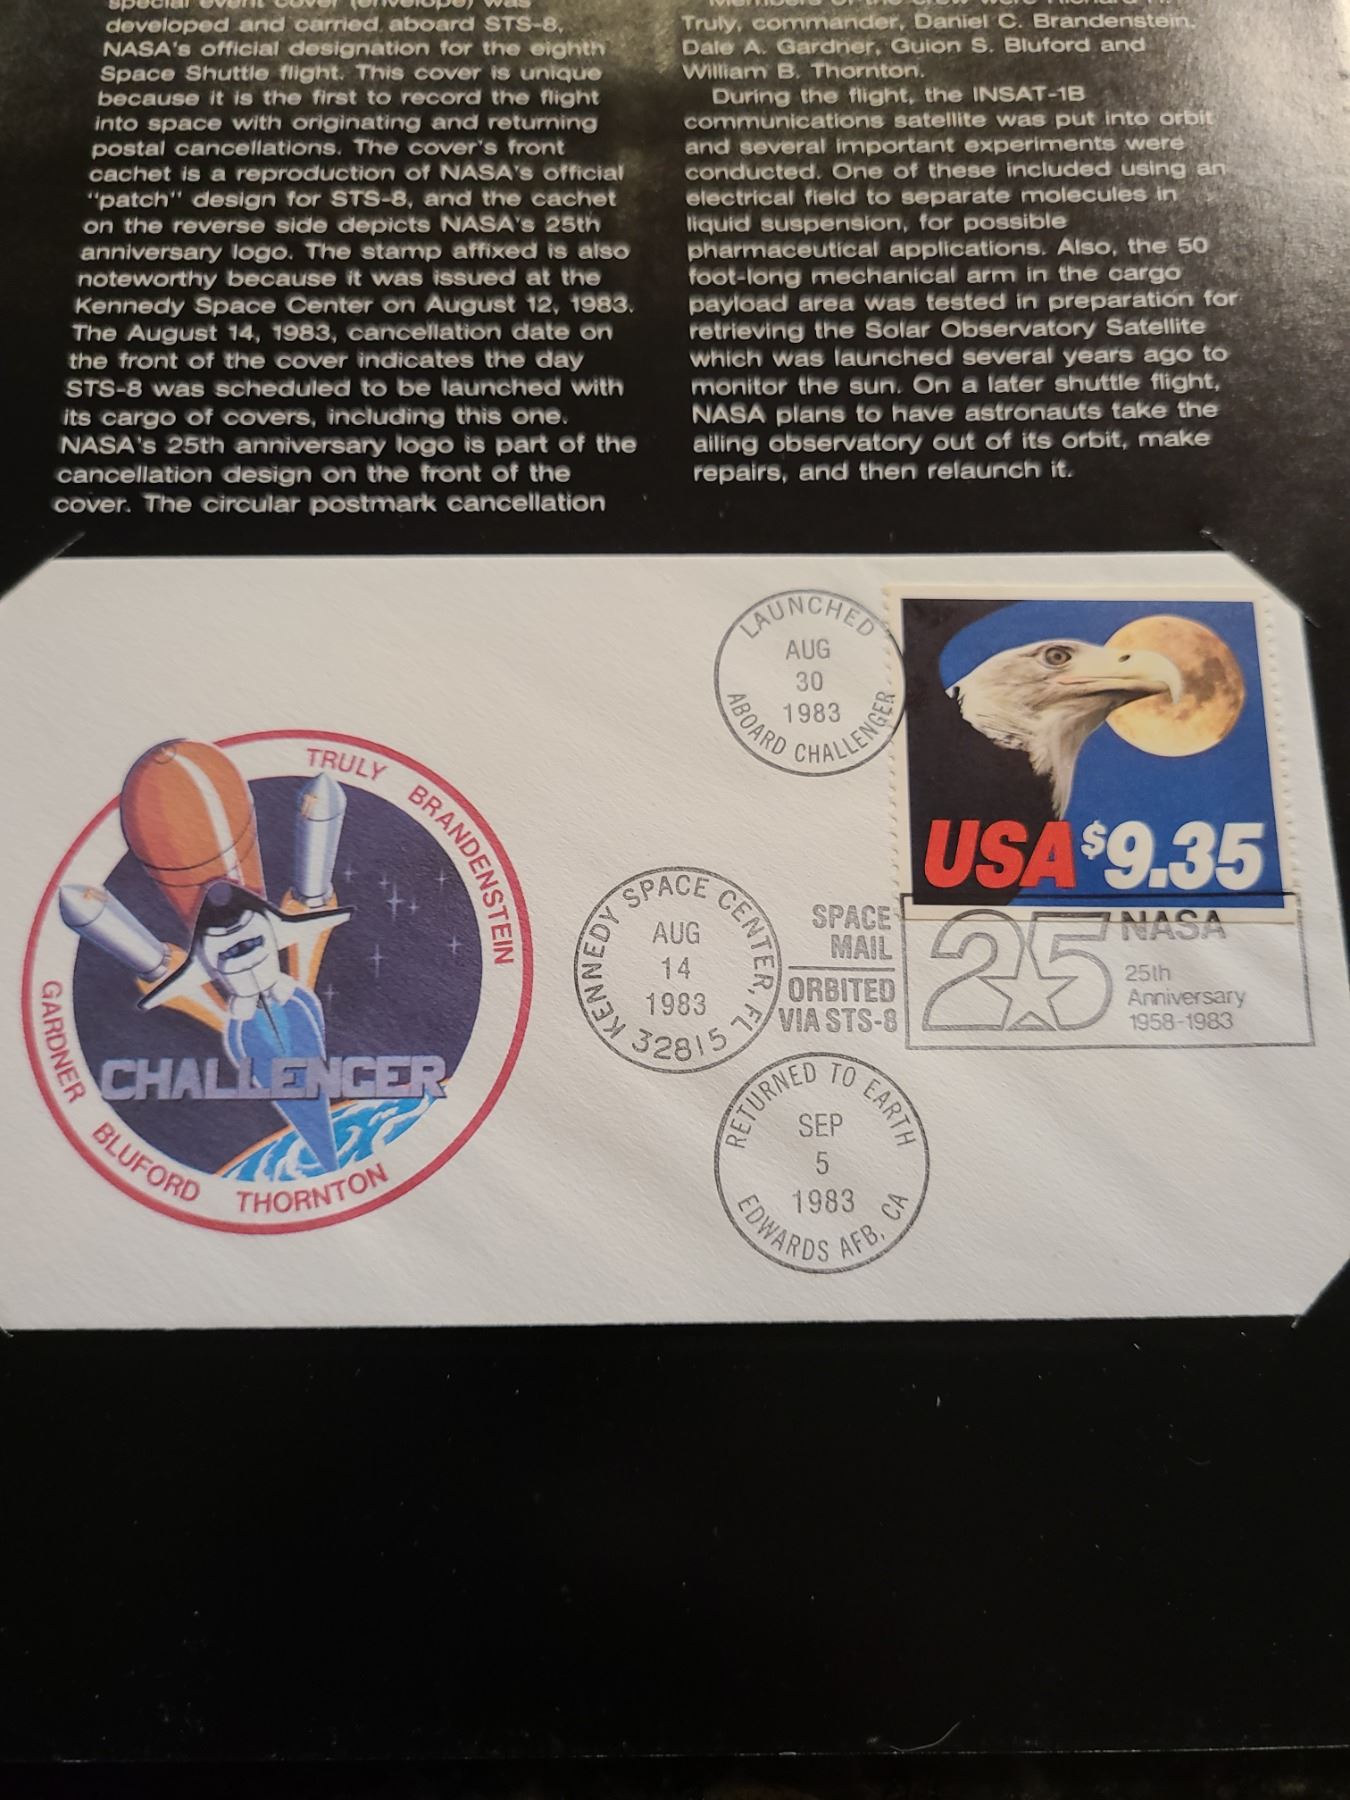 special event cover (envelope) was
developed and carried aboard STS-8,
NASA's official designation for the eighth
Space Shuttle flight. This cover is unique
because it is the first to record the flight
into space with originating and returning
postal cancellations. The cover's front
cachet is a reproduction of NASA's official
"patch" design for STS-8, and the cachet
on the reverse side depicts NASA's 25th
anniversary logo. The stamp affixed is also
noteworthy because it was issued at the
Kennedy Space Center on August 12, 1983.
The August 14, 1983, cancellation date on
the front of the cover indicates the day
STS-8 was scheduled to be launched with
its cargo of covers, including this one.
NASA's 25th anniversary logo is part of the
cancellation design on the front of the
cover. The circular postmark cancellation
Members of the crew were Richard H.
Truly, commander, Daniel C. Brandenstein,
Dale A. Gardner, Guion S. Bluford and
William B. Thornton.
During the flight, the INSAT-1B
communications satellite was put into orbit
and several important experiments were
conducted. One of these included using an
electrical field to separate molecules in
liquid suspension, for possible
pharmaceutical applications. Also, the 50
foot-long mechanical arm in the cargo
payload area was tested in preparation for
retrieving the Solar Observatory Satellite
which was launched several years ago to
monitor the sun. On a later shuttle flight,
NASA plans to have astronauts take the
ailing observatory out of its orbit, make
repairs, and then relaunch it.
LAUNCHED
AUG
30
1983
ABOARD CHALLENGER
USA $9.35
TRULY
BRANDENSTEIN
GARDNER
BLUFORD
THORNTON
CHALLENGER
KENNEDY SPACE CENTER, FL
AUG
14
1983
32815
SPACE
MAIL
ORBITED
VIA STS-8
25
NASA
25th
Anniversary
1958-1983
RETURNED TO EARTH
SEP
5
1983
EDWARDS AFB, CA